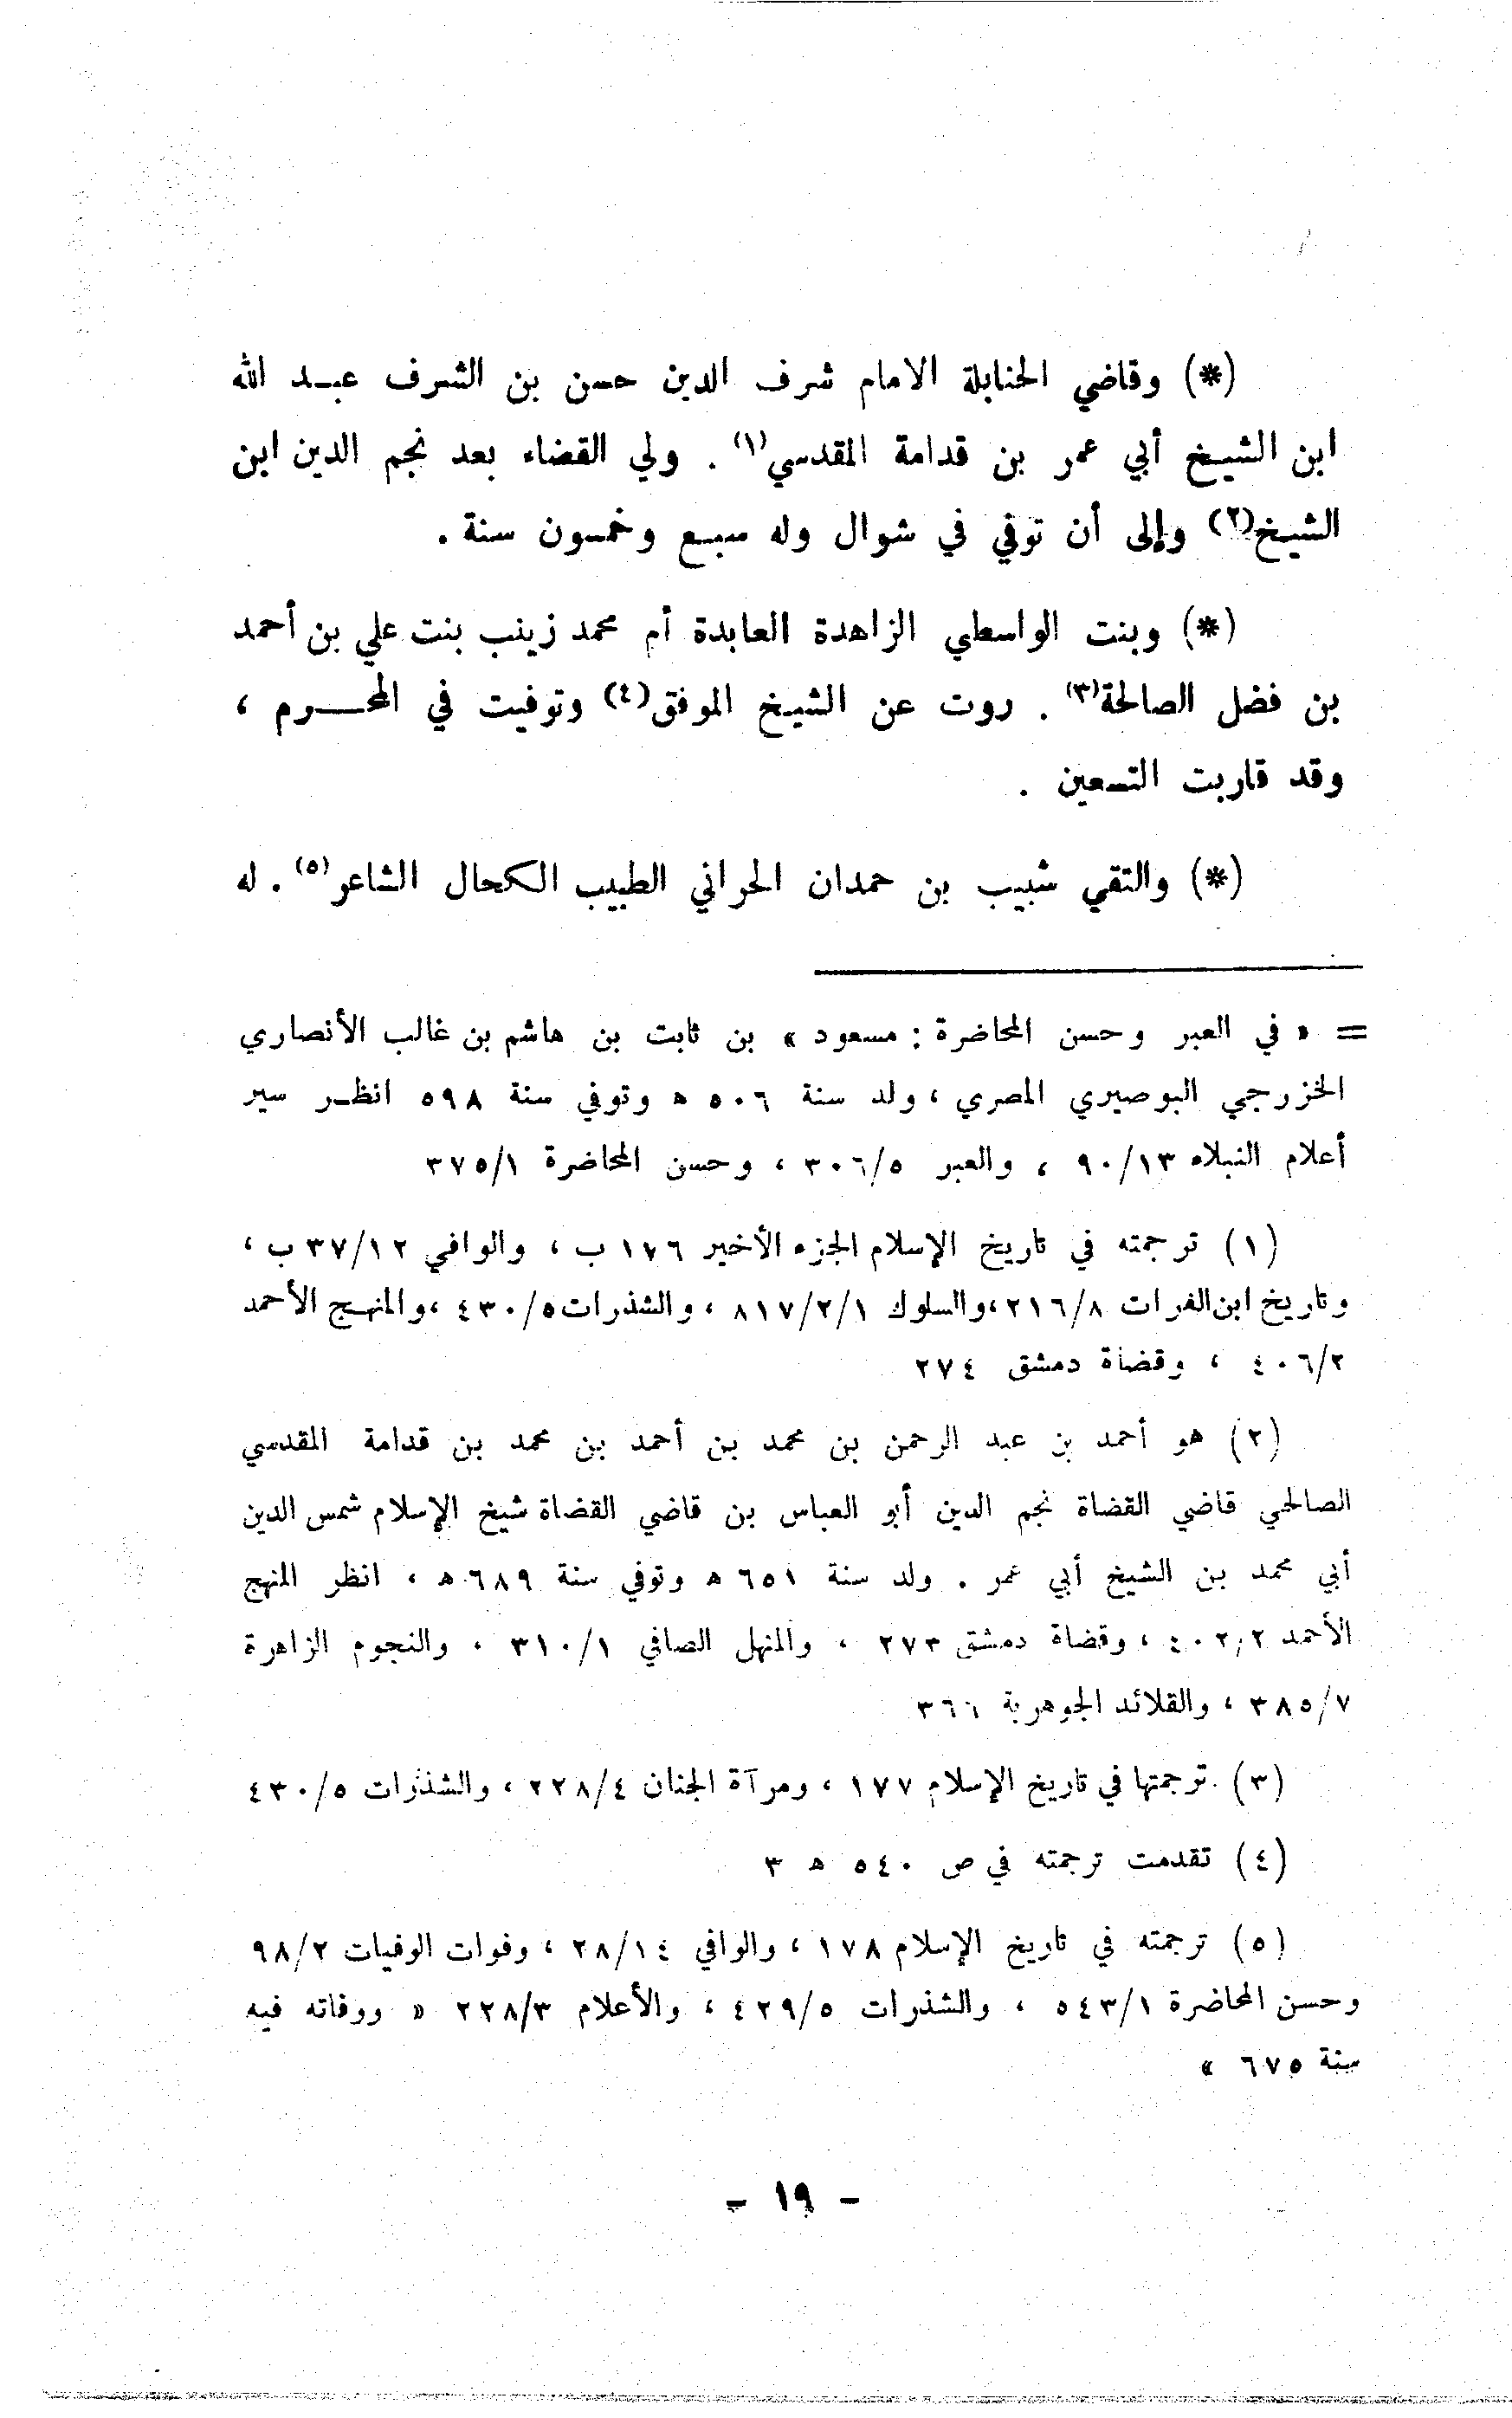 (*) وقاضي الحنابلة الامام شرف الدين حسن بن الشرف عبد الله
ابن الشيخ أبي عمر بن قدامة المقدسي(١) . ولي القضاء بعد نجم الدين ابن
الشيخ(٢) وإلى أن توفي في شوال وله سبع وخمسون سنة .
(*) وبنت الواسطي الزاهدة العابدة أم محمد زينب بنت علي بن أحمد
بن فضل الصالحة(٣) . روت عن الشيخ الموفق(٤) وتوفيت في المحرم ،
وقد قاربت التسعين .
(*) والتقي شبيب بن حمدان الحراني الطبيب الكحال الشاعر(٥) . له
= « في العبر وحسن المحاضرة : مسعود » بن ثابت بن هاشم بن غالب الأنصاري
الخزرجي البوصيري المصري ، ولد سنة ٥٠٦ ه وتوفي سنة ٥٩٨ انظر سير
أعلام النبلاء ٩٠/١٣ ، والعبر ٣٠٦/٥ ، وحسن المحاضرة ٣٧٥/١
(١) ترجمته في تاريخ الإسلام الجزء الأخير ١٧٦ ب ، والوافي ٣٧/١٢ ب ،
وتاريخ ابن الفرات ٢١٦/٨ ، والسلوك ٨١٧/٢/١ ، والشذرات ٤٣٠/٥ ، والمنهج الأحمد
٤٠٦/٢ ، وقضاة دمشق ٢٧٤
(٢) هو أحمد بن عبد الرحمن بن محمد بن أحمد بن محمد بن قدامة المقدسي
الصالحي قاضي القضاة نجم الدين أبو العباس بن قاضي القضاة شيخ الإسلام شمس الدين
أبي محمد بن الشيخ أبي عمر . ولد سنة ٦٥١ ه وتوفي سنة ٦٨٩ ه ، انظر المنهج
الأحمد ٤٠٢/٢ ، وقضاة دمشق ٢٧٣ ، والمنهل الصافي ٣١٠/١ ، والنجوم الزاهرة
٣٨٥/٧ ، والقلائد الجوهرية ٣٦٦
(٣) ترجمتها في تاريخ الإسلام ١٧٧ ، ومرآة الجنان ٢٢٨/٤ ، والشذرات ٤٣٠/٥
(٤) تقدمت ترجمته في ص ٥٤٠ ه ٣
(٥) ترجمته في تاريخ الإسلام ١٧٨ ، والوافي ٢٨/١٤ ، وفوات الوفيات ٩٨/٢
وحسن المحاضرة ٥٤٣/١ ، والشذرات ٤٢٩/٥ ، والأعلام ٢٢٨/٣ « ووفاته فيه
سنة ٦٧٥ »
- ١٩ -